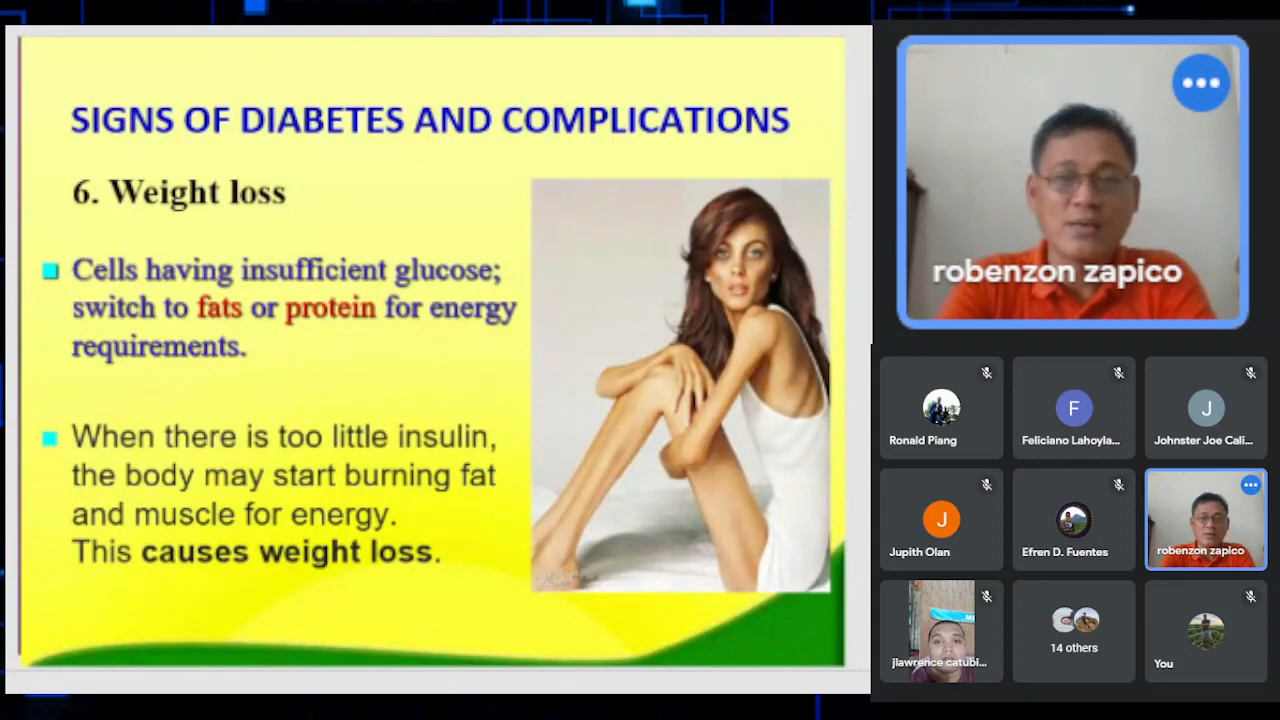 SIGNS OF DIABETES AND COMPLICATIONS
6. Weight loss
Cells having insufficient glucose;
switch to fats or protein for energy
requirements.
When there is too little insulin,
the body may start burning fat
and muscle for energy.
This causes weight loss.
robenzon zapico
Ronald Piang
F
Feliciano Lahoyla...
J
Johnster Joe Cali...
J
Jupith Olan
Efren D. Fuentes
robenzon zapico
jlawrence catubi...
14 others
You